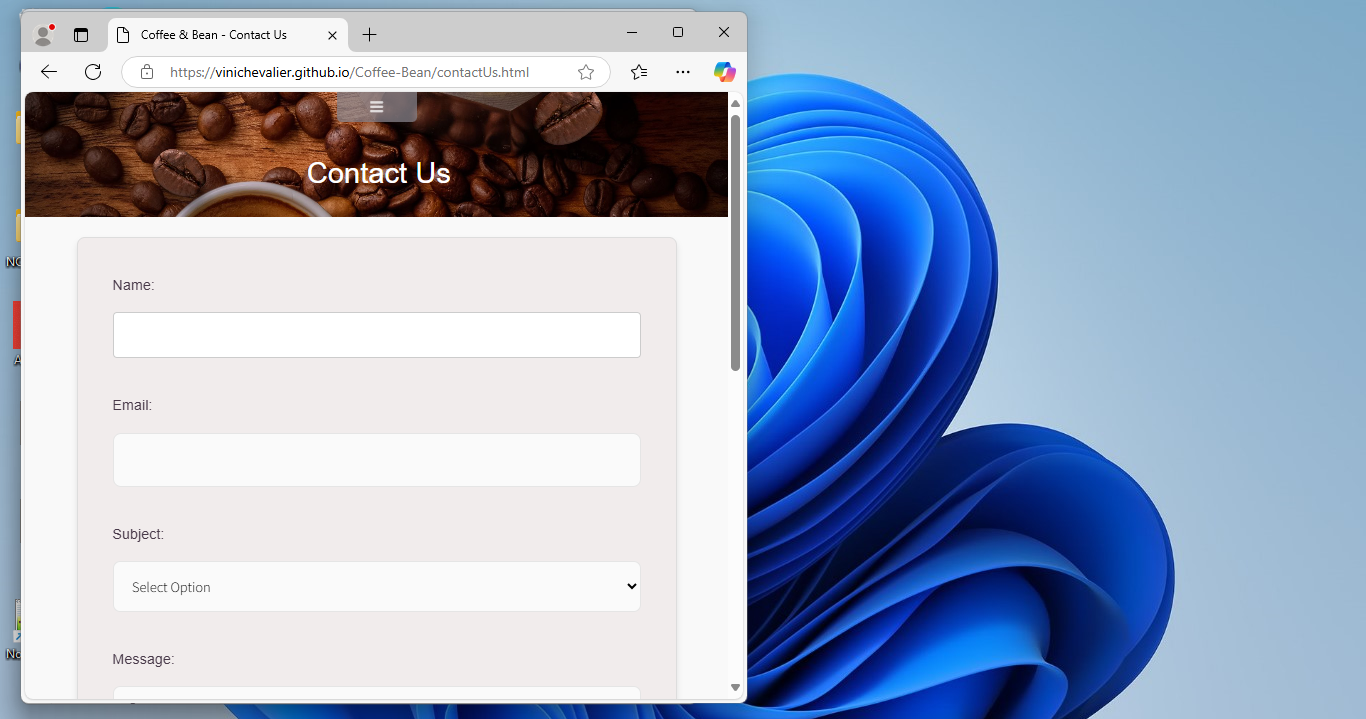 Coffee & Bean - Contact Us
https://vinichevalier.github.io/Coffee-Bean/contactUs.html
Contact Us
Name:
Email:
Subject:
Select Option
Message: